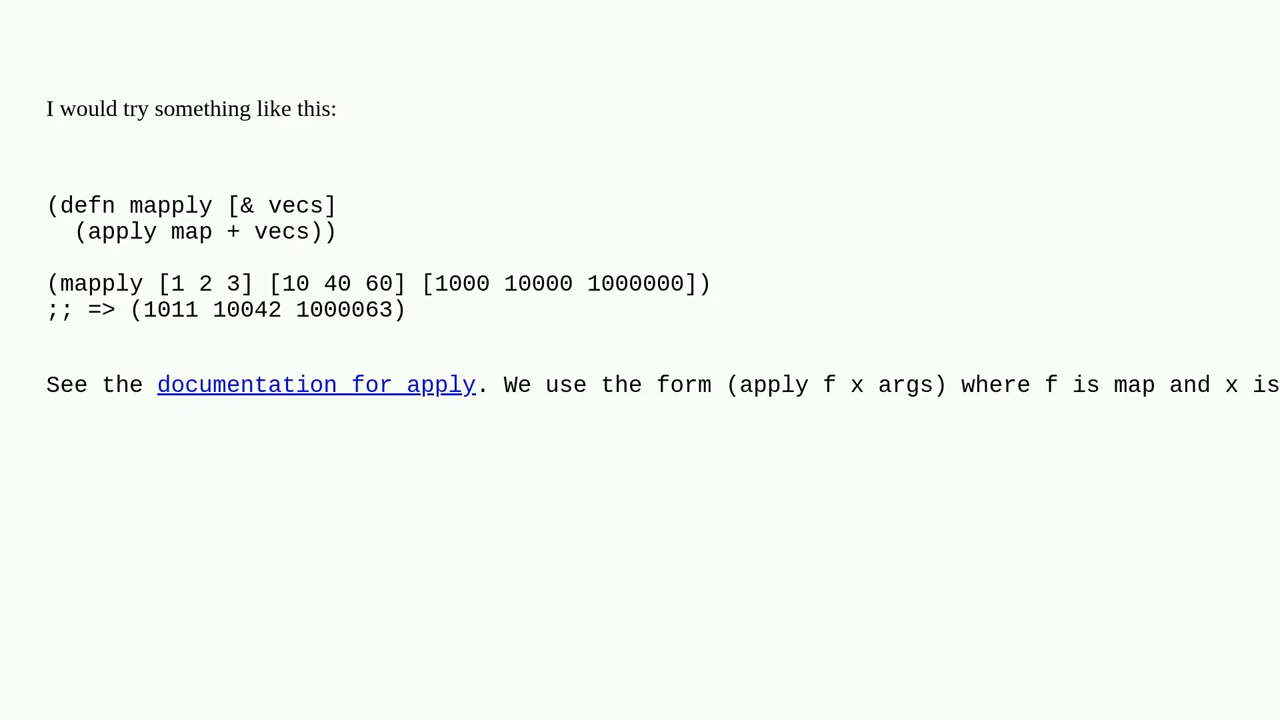 I would try something like this:
(defn mapply [& vecs]
  (apply map + vecs))
(mapply [1 2 3] [10 40 60] [1000 10000 1000000])
;; => (1011 10042 1000063)
See the documentation for apply. We use the form (apply f x args) where f is map and x is